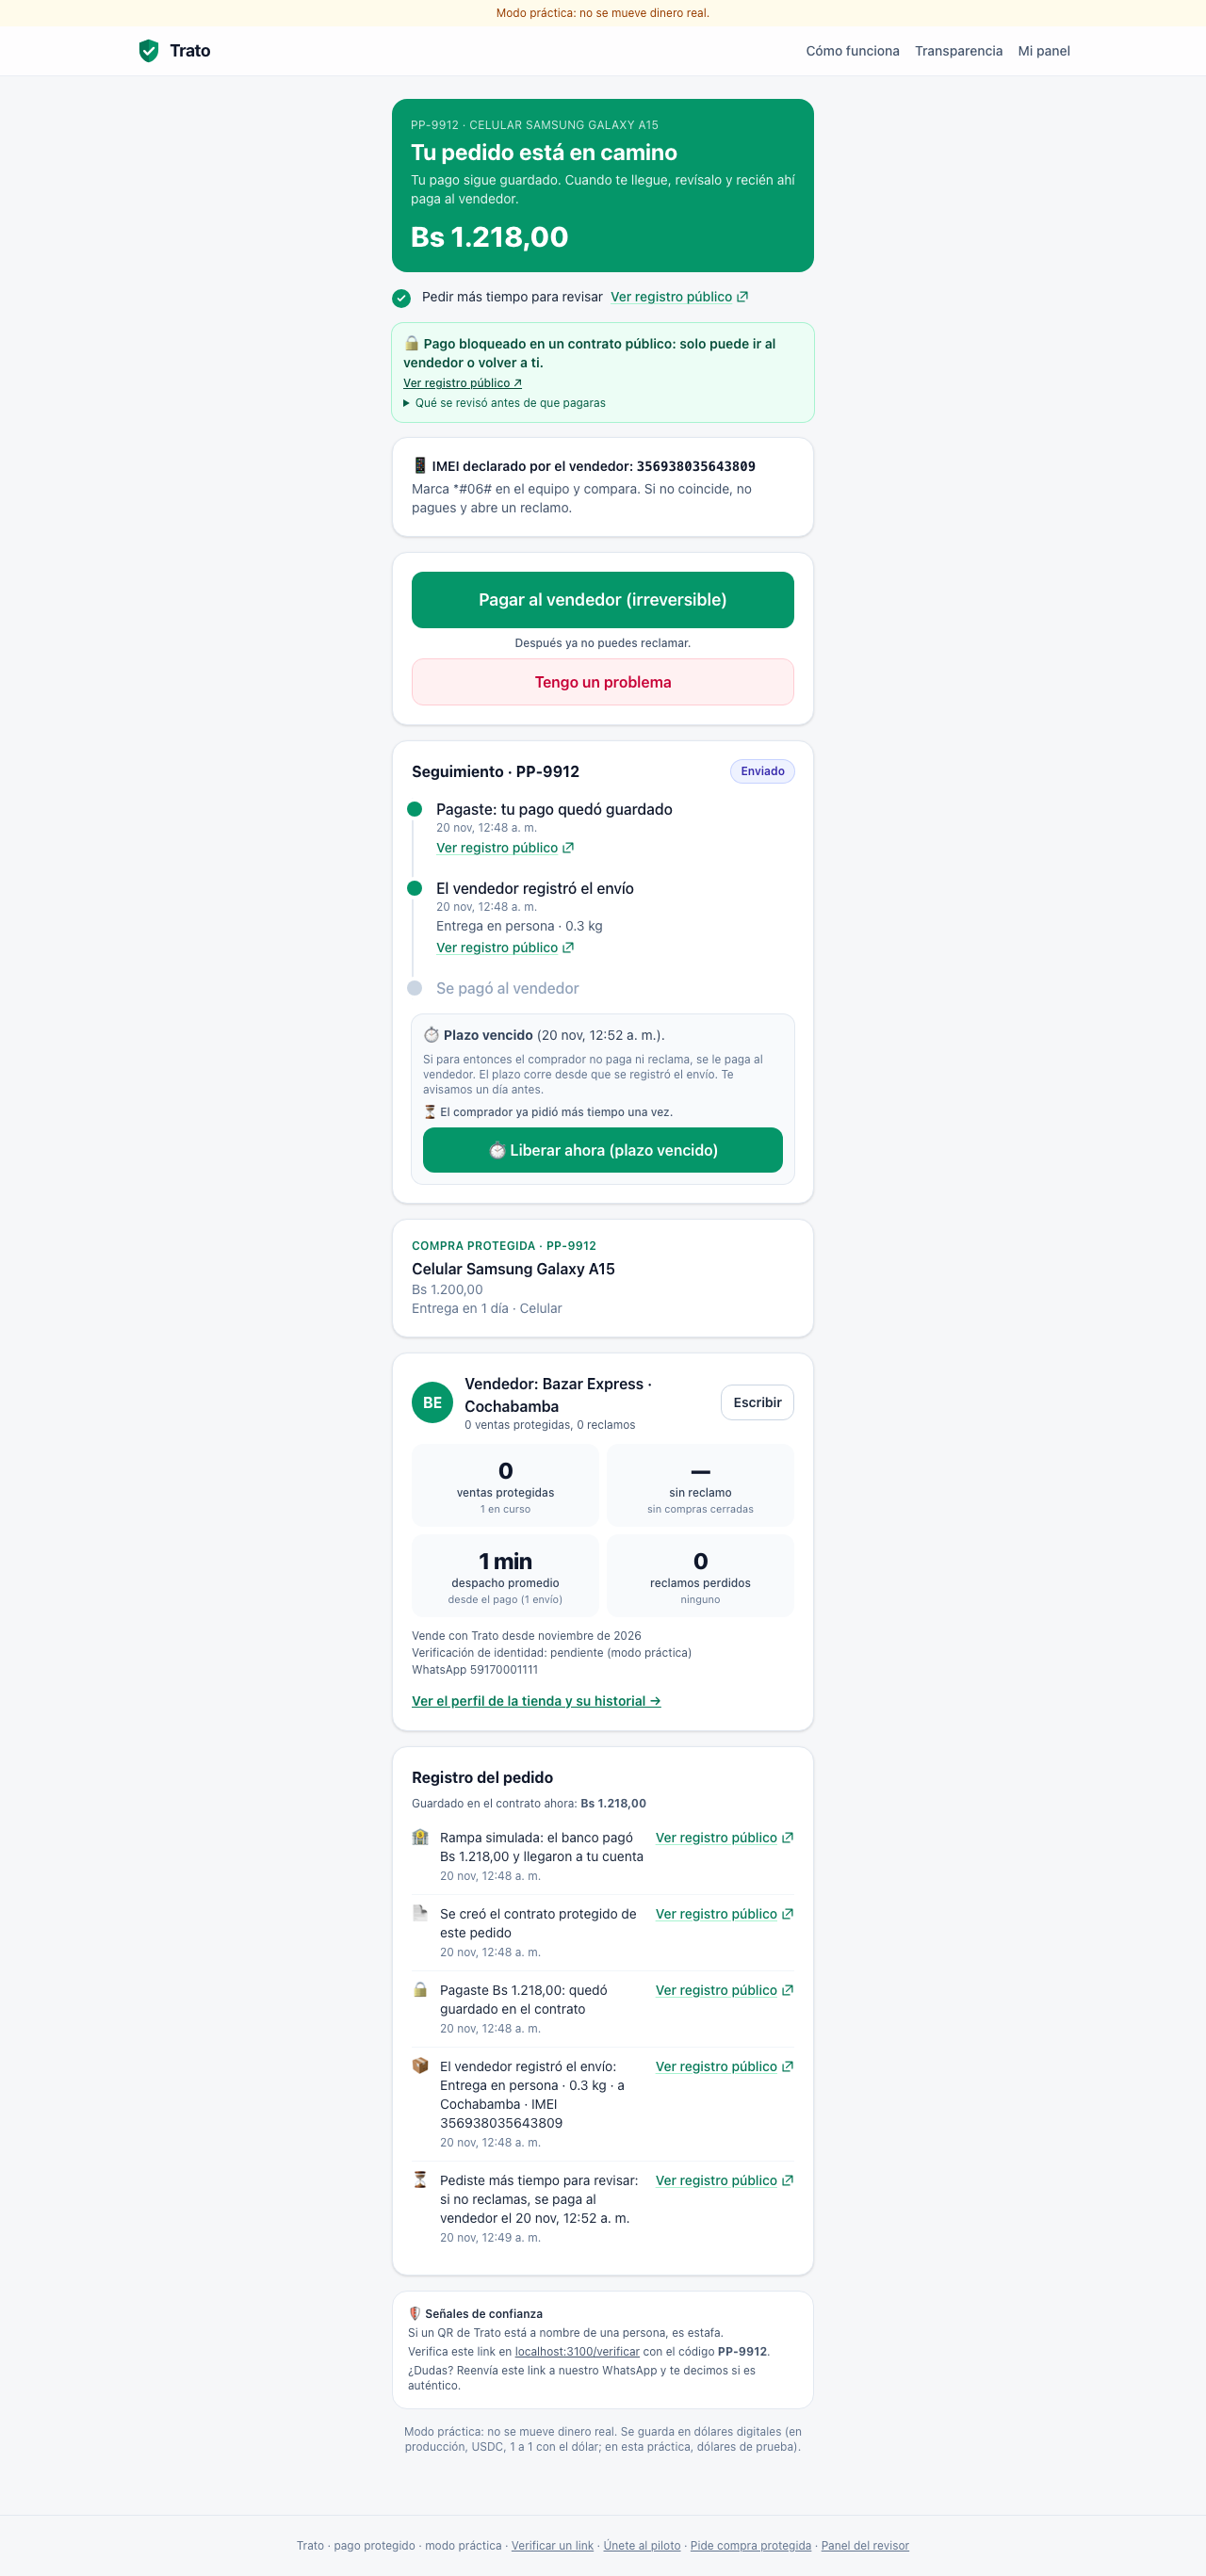 Modo práctica: no se mueve dinero real.
Trato
Cómo funciona Transparencia Mi panel
PP-9912 · CELULAR SAMSUNG GALAXY A15
Tu pedido está en camino
Tu pago sigue guardado. Cuando te llegue, revísalo y recién ahí
paga al vendedor.
Bs 1.218,00
Pedir más tiempo para revisar Ver registro público
🔒 Pago bloqueado en un contrato público: solo puede ir al
vendedor o volver a ti.
Ver registro público ↗
▶ Qué se revisó antes de que pagaras
📱 IMEI declarado por el vendedor: 356938035643809
Marca *#06# en el equipo y compara. Si no coincide, no
pagues y abre un reclamo.
Pagar al vendedor (irreversible)
Después ya no puedes reclamar.
Tengo un problema
Seguimiento · PP-9912
Enviado
Pagaste: tu pago quedó guardado
20 nov, 12:48 a. m.
Ver registro público
El vendedor registró el envío
20 nov, 12:48 a. m.
Entrega en persona · 0.3 kg
Ver registro público
Se pagó al vendedor
⏱ Plazo vencido (20 nov, 12:52 a. m.).
Si para entonces el comprador no paga ni reclama, se le paga al
vendedor. El plazo corre desde que se registró el envío. Te
avisamos un día antes.
⏳ El comprador ya pidió más tiempo una vez.
⏱ Liberar ahora (plazo vencido)
COMPRA PROTEGIDA · PP-9912
Celular Samsung Galaxy A15
Bs 1.200,00
Entrega en 1 día · Celular
BE
Vendedor: Bazar Express ·
Cochabamba
0 ventas protegidas, 0 reclamos
Escribir
0
ventas protegidas
1 en curso
—
sin reclamo
sin compras cerradas
1 min
despacho promedio
desde el pago (1 envío)
0
reclamos perdidos
ninguno
Vende con Trato desde noviembre de 2026
Verificación de identidad: pendiente (modo práctica)
WhatsApp 59170001111
Ver el perfil de la tienda y su historial →
Registro del pedido
Guardado en el contrato ahora: Bs 1.218,00
Rampa simulada: el banco pagó
Bs 1.218,00 y llegaron a tu cuenta
20 nov, 12:48 a. m.
Ver registro público
Se creó el contrato protegido de
este pedido
20 nov, 12:48 a. m.
Ver registro público
Pagaste Bs 1.218,00: quedó
guardado en el contrato
20 nov, 12:48 a. m.
Ver registro público
El vendedor registró el envío:
Entrega en persona · 0.3 kg · a
Cochabamba · IMEI
356938035643809
20 nov, 12:48 a. m.
Ver registro público
Pediste más tiempo para revisar:
si no reclamas, se paga al
vendedor el 20 nov, 12:52 a. m.
20 nov, 12:49 a. m.
Ver registro público
Señales de confianza
Si un QR de Trato está a nombre de una persona, es estafa.
Verifica este link en localhost:3100/verificar con el código PP-9912.
¿Dudas? Reenvía este link a nuestro WhatsApp y te decimos si es
auténtico.
Modo práctica: no se mueve dinero real. Se guarda en dólares digitales (en
producción, USDC, 1 a 1 con el dólar; en esta práctica, dólares de prueba).
Trato · pago protegido · modo práctica · Verificar un link · Únete al piloto · Pide compra protegida · Panel del revisor